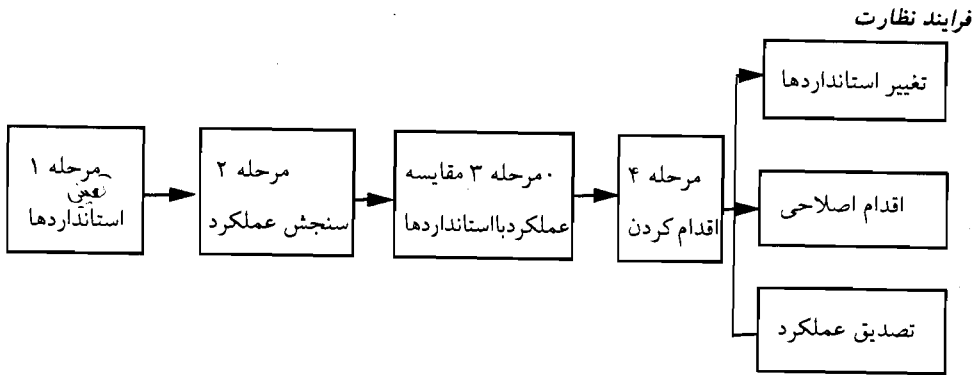 فرایند نظارت
مرحله ۱
تعیین
استانداردها
مرحله ۲
سنجش عملکرد
مرحله ۳ مقایسه
عملکردبااستانداردها
مرحله ۴
اقدام کردن
تغییر استانداردها
اقدام اصلاحی
تصدیق عملکرد